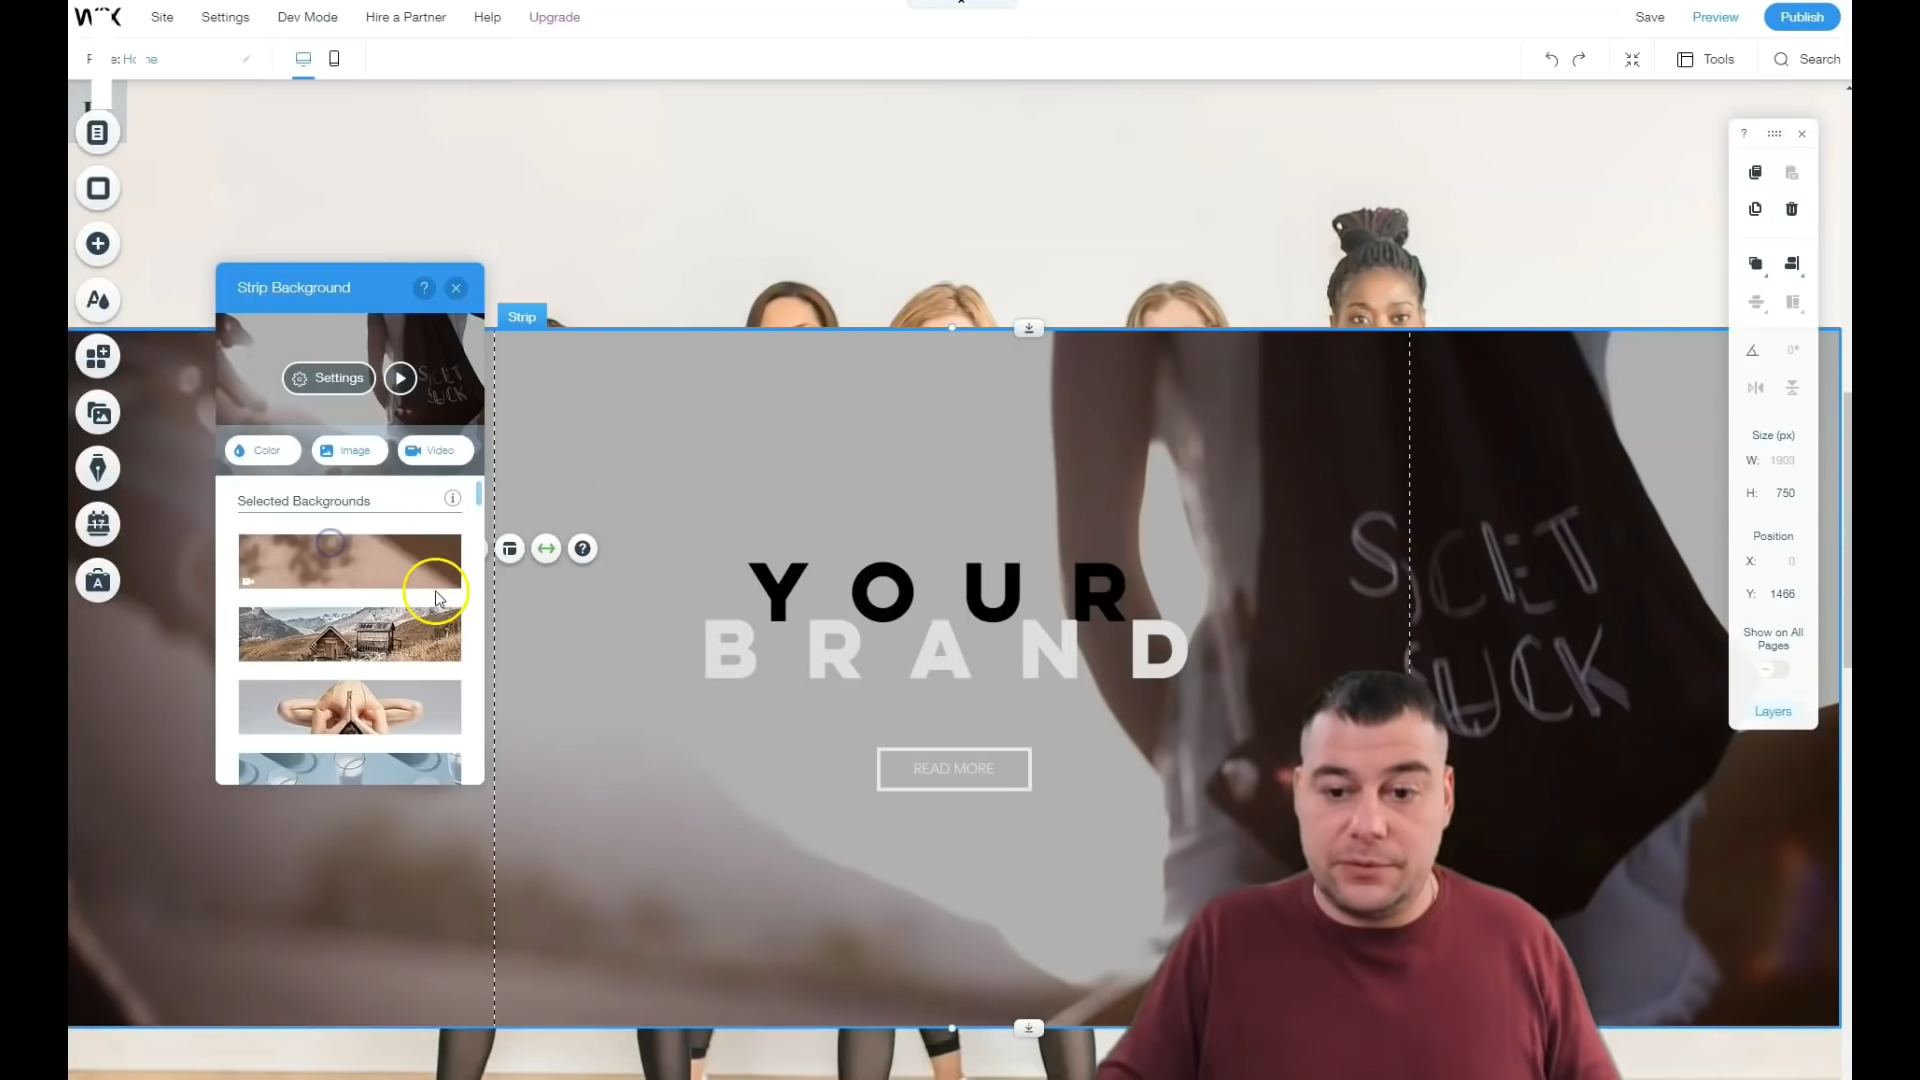 Site Settings Dev Mode Hire a Partner Help Upgrade Save Preview Publish
Tools Search
Strip Background ?
Settings
Color Image Video
Selected Backgrounds
Strip
YOUR
BRAND
READ MORE
?
17
A
?
0°
Size (px)
W: 1903
H: 750
Position
X: 0
Y: 1466
Show on All
Pages
Layers